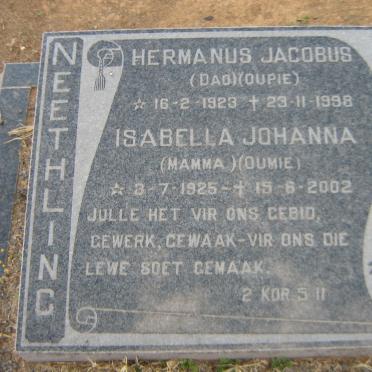 NEETHLING
HERMANUS JACOBUS
(DAD)(OUPIE)
☆ 16-2-1923 ✝ 23-11-1998
ISABELLA JOHANNA
(MAMMA)(OUMIE)
☆ 3-7-1925 - ✝ 15-6-2002
JULLE HET VIR ONS GEBID,
GEWERK, GEWAAK-VIR ONS DIE
LEWE SOET GEMAAK.
2 KOR. 5:11